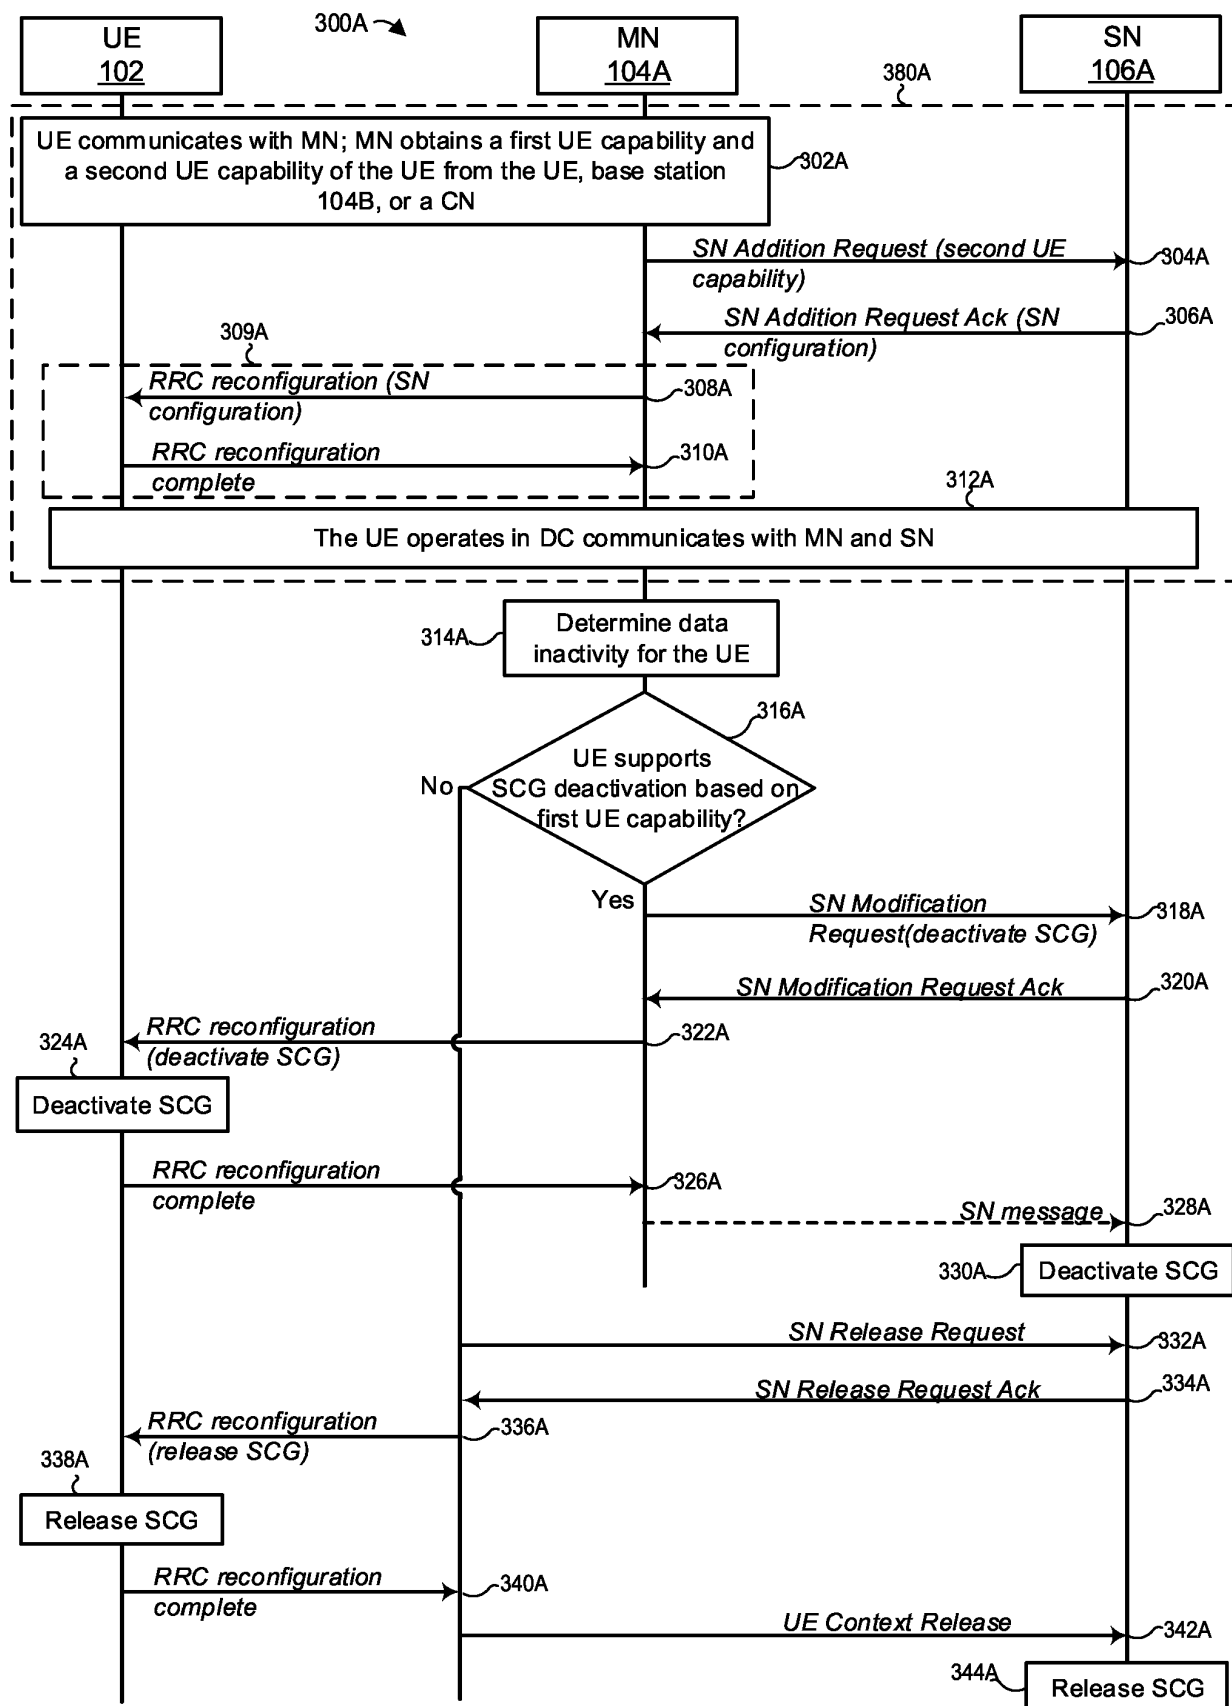 300A
UE
102
MN
104A
SN
106A
380A
UE communicates with MN; MN obtains a first UE capability and
a second UE capability of the UE from the UE, base station
104B, or a CN
302A
SN Addition Request (second UE
capability)
304A
SN Addition Request Ack (SN
configuration)
306A
309A
RRC reconfiguration (SN
configuration)
308A
RRC reconfiguration
complete
310A
312A
The UE operates in DC communicates with MN and SN
314A
Determine data
inactivity for the UE
316A
UE supports
SCG deactivation based on
first UE capability?
No
Yes
SN Modification
Request(deactivate SCG)
318A
SN Modification Request Ack
320A
RRC reconfiguration
(deactivate SCG)
322A
324A
Deactivate SCG
RRC reconfiguration
complete
326A
SN message
328A
330A
Deactivate SCG
SN Release Request
332A
SN Release Request Ack
334A
RRC reconfiguration
(release SCG)
336A
338A
Release SCG
RRC reconfiguration
complete
340A
UE Context Release
342A
344A
Release SCG